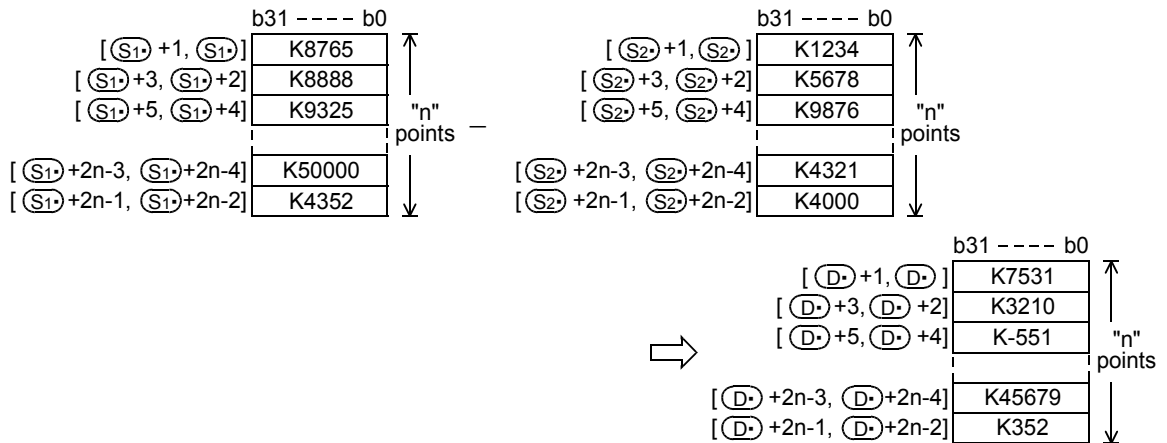 b31 ---- b0 b31 ---- b0
[ S1· +1, S1· ] K8765 [ S2· +1, S2· ] K1234
[ S1· +3, S1· +2] K8888 [ S2· +3, S2· +2] K5678
[ S1· +5, S1· +4] K9325 "n" [ S2· +5, S2· +4] K9876 "n"
points – points
[ S1· +2n-3, S1· +2n-4] K50000 [ S2· +2n-3, S2· +2n-4] K4321
[ S1· +2n-1, S1· +2n-2] K4352 [ S2· +2n-1, S2· +2n-2] K4000
b31 ---- b0
[ D· +1, D· ] K7531
[ D· +3, D· +2] K3210
[ D· +5, D· +4] K-551 "n"
points
[ D· +2n-3, D· +2n-4] K45679
[ D· +2n-1, D· +2n-2] K352